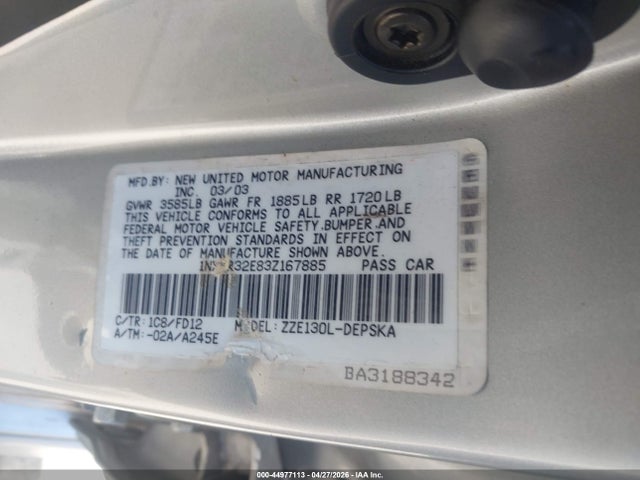 MFD.BY: NEW UNITED MOTOR MANUFACTURING
INC. 03/03
GVWR 3585LB GAWR FR 1885LB RR 1720LB
THIS VEHICLE CONFORMS TO ALL APPLICABLE
FEDERAL MOTOR VEHICLE SAFETY, BUMPER, AND
THEFT PREVENTION STANDARDS IN EFFECT ON
THE DATE OF MANUFACTURE SHOWN ABOVE.
PASS CAR
C/TR: 1C8/FD12 MODEL: ZZE130L-DEPSKA
A/TM: -02A/A245E
BA3188342
000-44977113 - 04/27/2026 - © IAA Holdings, LLC